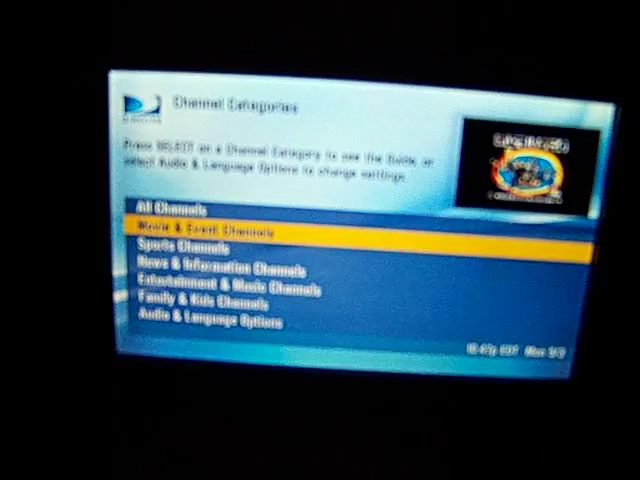 Channel Categories
Press SELECT on a Channel Category to see the Guide, or
select Audio & Language Options to change settings.
All Channels
Movie & Event Channels
Sports Channels
News & Information Channels
Entertainment & Music Channels
Family & Kids Channels
Audio & Language Options
EDT Mon